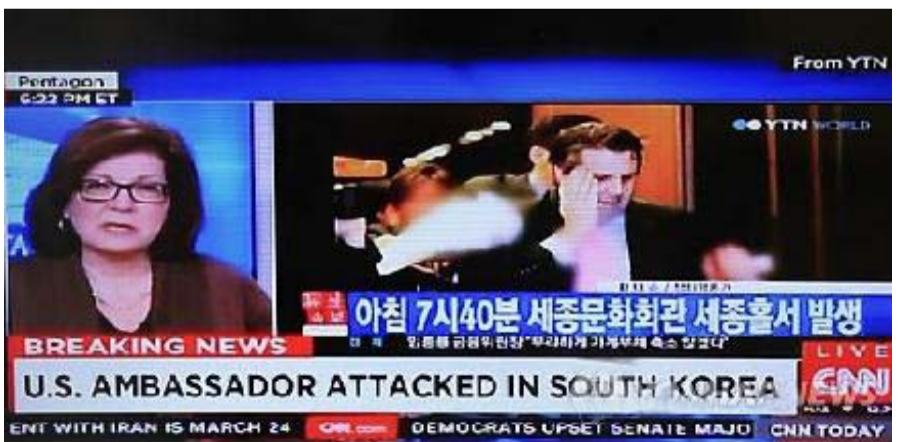 From YTN
Pentagon
6:22 PM ET
YTN WORLD
아침 7시40분 세종문화회관 세종홀서 발생
BREAKING NEWS
LIVE
U.S. AMBASSADOR ATTACKED IN SOUTH KOREA
CNN
ENT WITH IRAN IS MARCH 24
CNN.com
DEMOCRATS UPSET SENATE MAJO
CNN TODAY